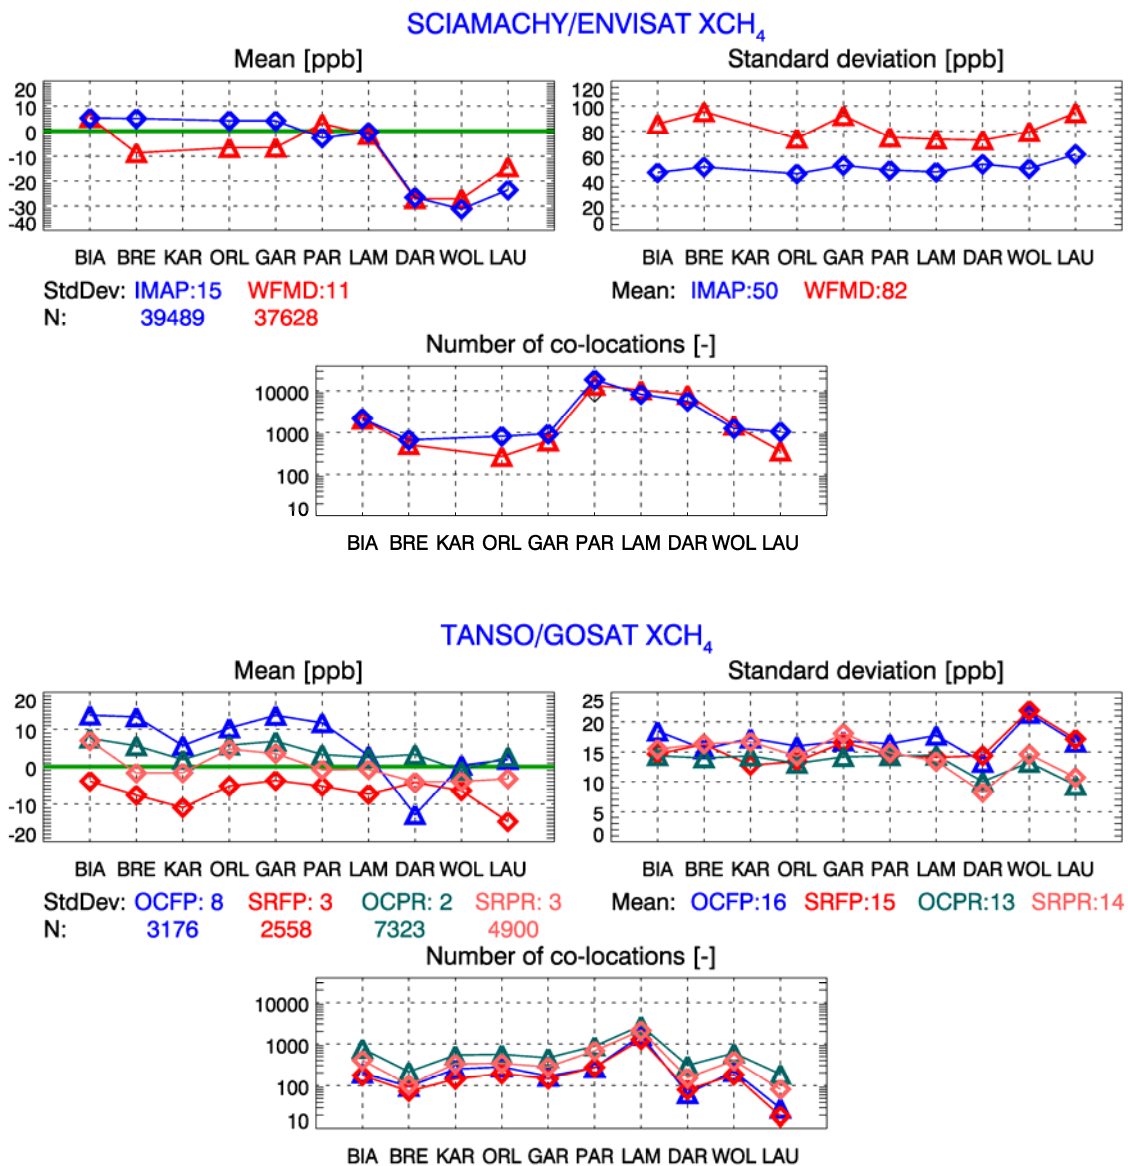 SCIAMACHY/ENVISAT XCH4
Mean [ppb]
Standard deviation [ppb]
20
10
0
-10
-20
-30
-40
BIA BRE KAR ORL GAR PAR LAM DAR WOL LAU
120
100
80
60
40
20
0
BIA BRE KAR ORL GAR PAR LAM DAR WOL LAU
StdDev: IMAP:15 WFMD:11
N: 39489 37628
Mean: IMAP:50 WFMD:82
Number of co-locations [-]
10000
1000
100
10
BIA BRE KAR ORL GAR PAR LAM DAR WOL LAU
TANSO/GOSAT XCH4
Mean [ppb]
Standard deviation [ppb]
20
10
0
-10
-20
BIA BRE KAR ORL GAR PAR LAM DAR WOL LAU
25
20
15
10
5
0
BIA BRE KAR ORL GAR PAR LAM DAR WOL LAU
StdDev: OCFP: 8 SRFP: 3 OCPR: 2 SRPR: 3
N: 3176 2558 7323 4900
Mean: OCFP:16 SRFP:15 OCPR:13 SRPR:14
Number of co-locations [-]
10000
1000
100
10
BIA BRE KAR ORL GAR PAR LAM DAR WOL LAU